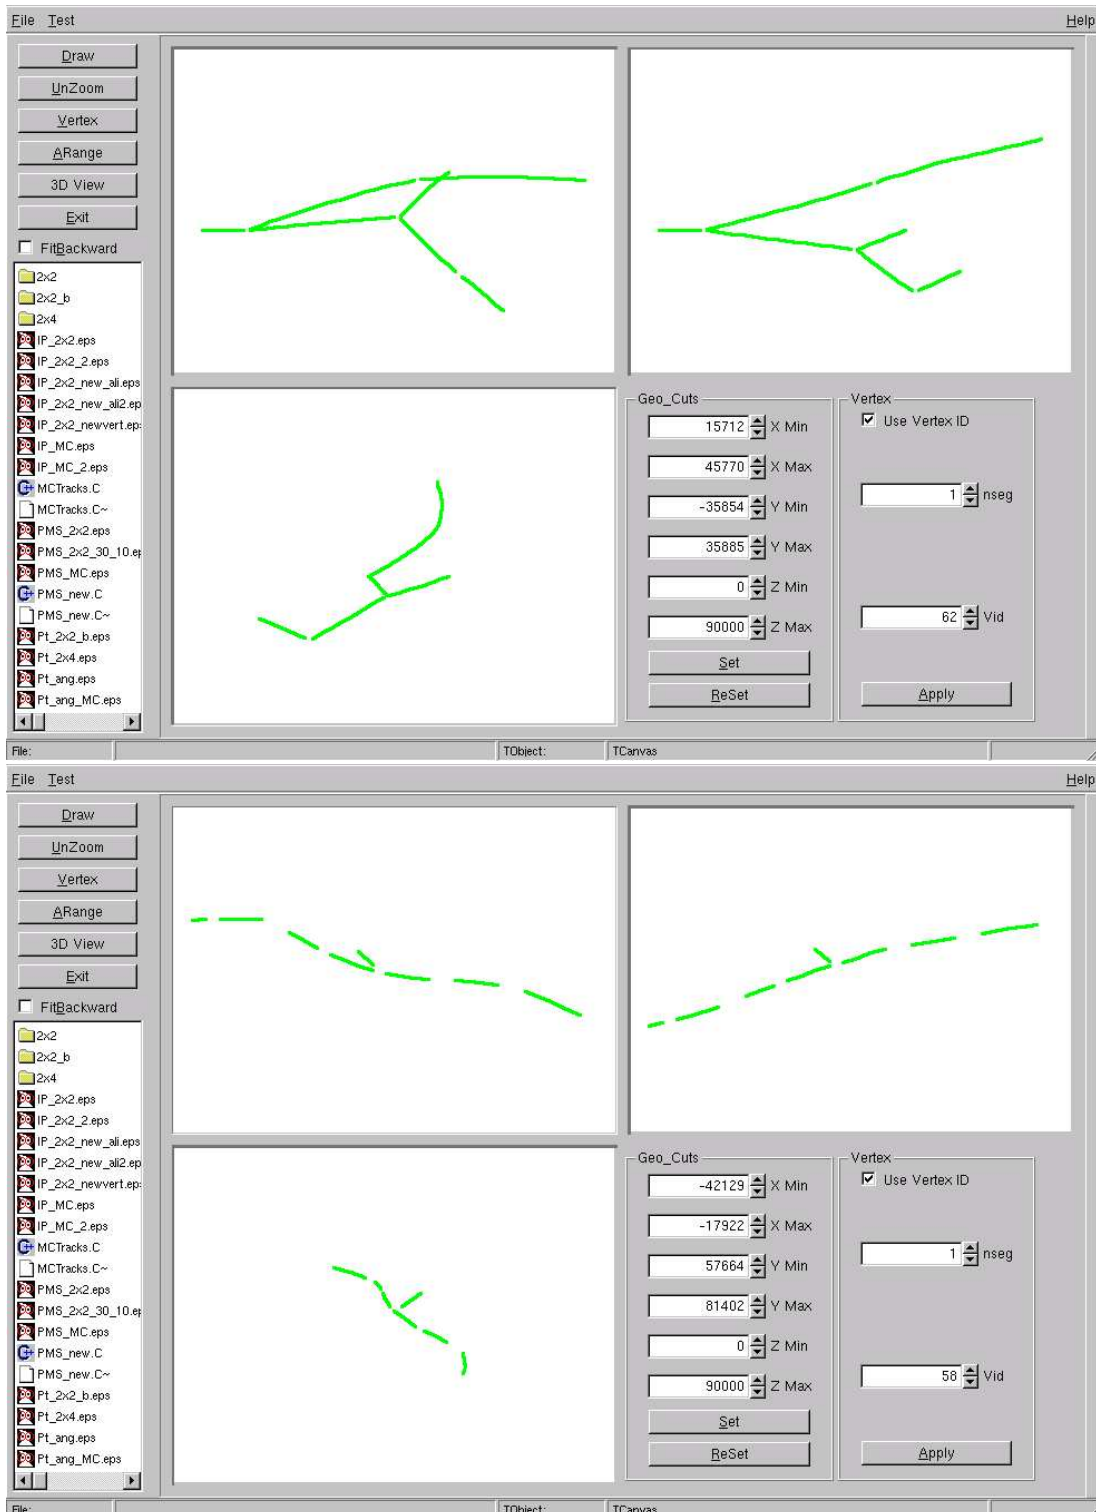 File Test Help
Draw
UnZoom
Vertex
ARange
3D View
Exit
FitBackward
2x2
2x2_b
2x4
IP_2x2.eps
IP_2x2_2.eps
IP_2x2_new_ali.eps
IP_2x2_new_ali2.ep
IP_2x2_newvert.ep
IP_MC.eps
IP_MC_2.eps
MCTracks.C
MCTracks.C~
PMS_2x2.eps
PMS_2x2_30_10.ep
PMS_MC.eps
PMS_new.C
PMS_new.C~
Pt_2x2_b.eps
Pt_2x4.eps
Pt_ang.eps
Pt_ang_MC.eps
Geo_Cuts
15712 X Min
45770 X Max
-35854 Y Min
35885 Y Max
0 Z Min
90000 Z Max
Set
ReSet
Vertex
Use Vertex ID
1 nseg
62 Vid
Apply
File: TObject: TCanvas
File Test Help
Draw
UnZoom
Vertex
ARange
3D View
Exit
FitBackward
2x2
2x2_b
2x4
IP_2x2.eps
IP_2x2_2.eps
IP_2x2_new_ali.eps
IP_2x2_new_ali2.ep
IP_2x2_newvert.ep
IP_MC.eps
IP_MC_2.eps
MCTracks.C
MCTracks.C~
PMS_2x2.eps
PMS_2x2_30_10.ep
PMS_MC.eps
PMS_new.C
PMS_new.C~
Pt_2x2_b.eps
Pt_2x4.eps
Pt_ang.eps
Pt_ang_MC.eps
Geo_Cuts
-42129 X Min
-17922 X Max
57664 Y Min
81402 Y Max
0 Z Min
90000 Z Max
Set
ReSet
Vertex
Use Vertex ID
1 nseg
58 Vid
Apply
File: TObject: TCanvas